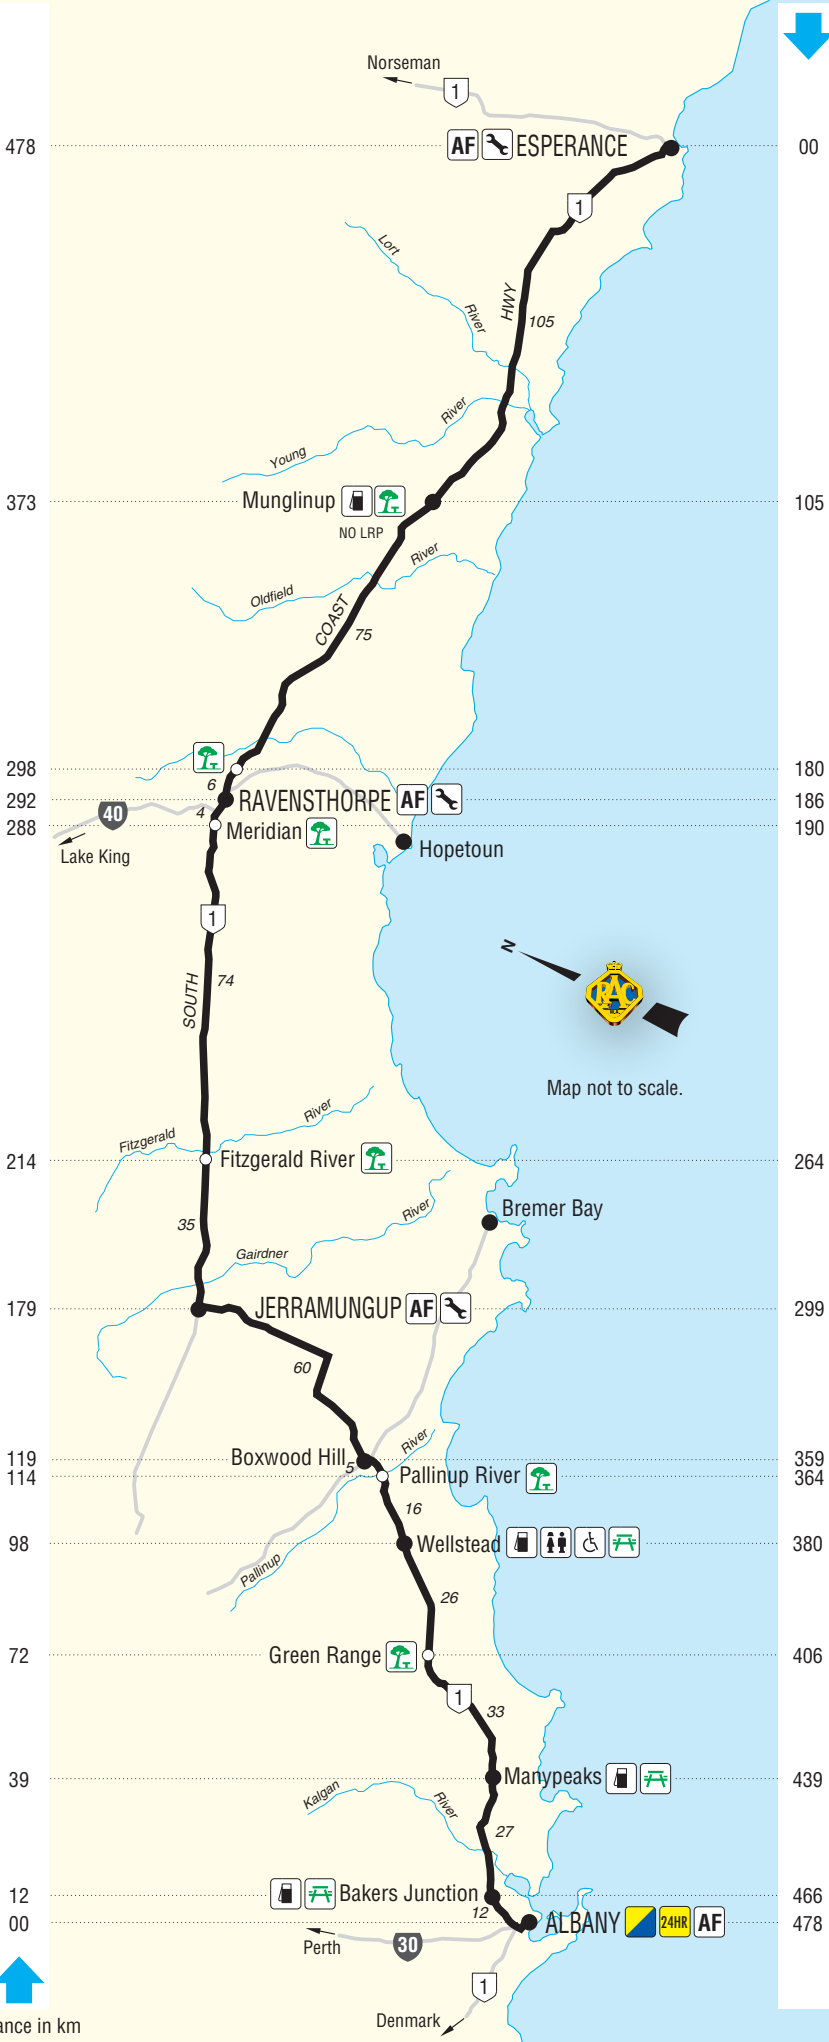 Norseman
1
478 AF ESPERANCE 00
1
Lort River
HWY
105
Young River
373 Munglinup 105
NO LRP
Oldfield River
COAST
75
298 180
6
292 RAVENSTHORPE AF 186
40
4
288 Meridian 190
Lake King
Hopetoun
1
N
RAC
SOUTH
74
Map not to scale.
Fitzgerald River
214 Fitzgerald River 264
Bremer Bay
35
Gairdner River
179 JERRAMUNGUP AF 299
60
119 Boxwood Hill 359
5
114 Pallinup River 364
16
98 Wellstead 380
Pallinup River
26
72 Green Range 406
1
33
39 Manypeaks 439
Kalgan River
27
12 Bakers Junction 466
12
00 ALBANY 24HR AF 478
Perth
30
1
Denmark
ance in km